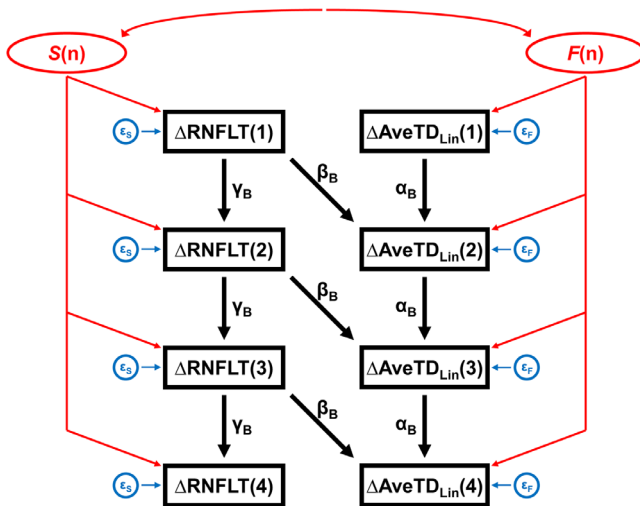 S(n) F(n)
εS ΔRNFLT(1) ΔAveTDLin(1) εF
γB βB αB
εS ΔRNFLT(2) ΔAveTDLin(2) εF
γB βB αB
εS ΔRNFLT(3) ΔAveTDLin(3) εF
γB βB αB
εS ΔRNFLT(4) ΔAveTDLin(4) εF